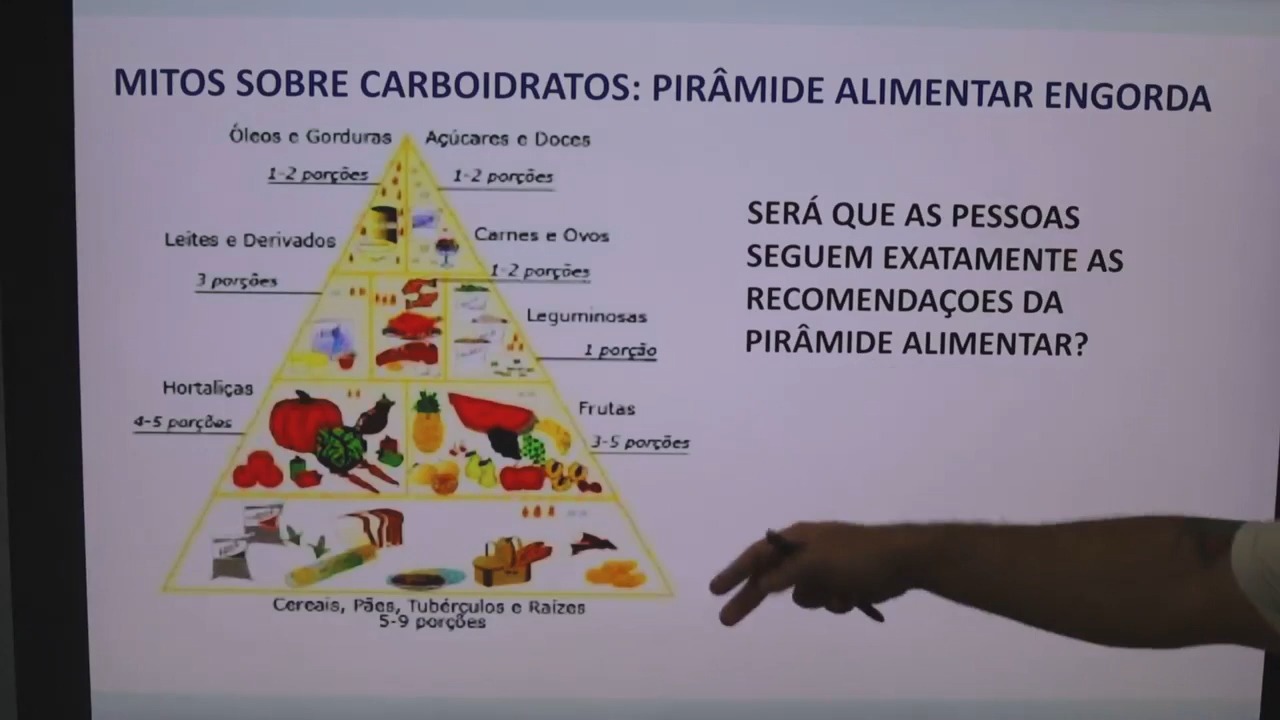 MITOS SOBRE CARBOIDRATOS: PIRÂMIDE ALIMENTAR ENGORDA
Óleos e Gorduras
Açúcares e Doces
1-2 porções
1-2 porções
Leites e Derivados
Carnes e Ovos
3 porções
1-2 porções
Leguminosas
1 porção
Hortaliças
Frutas
4-5 porções
3-5 porções
Cereais, Pães, Tubérculos e Raízes
5-9 porções
SERÁ QUE AS PESSOAS
SEGUEM EXATAMENTE AS
RECOMENDAÇOES DA
PIRÂMIDE ALIMENTAR?